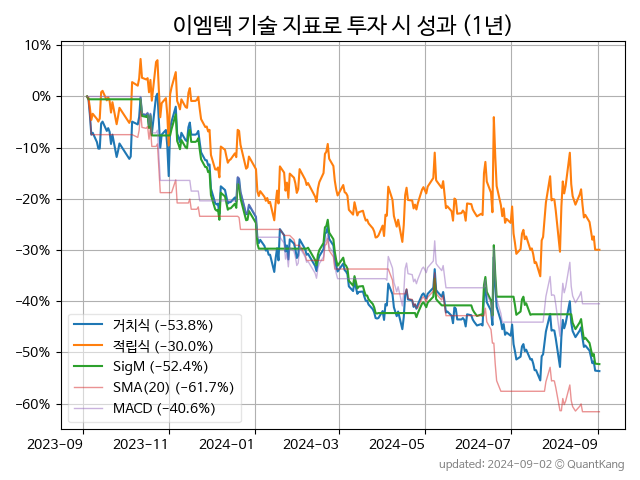 이엠텍 기술 지표로 투자 시 성과 (1년)
10%
0%
−10%
−20%
−30%
−40%
−50%
−60%
거치식 (−53.8%)
적립식 (−30.0%)
SigM (−52.4%)
SMA(20) (−61.7%)
MACD (−40.6%)
2023-09 2023-11 2024-01 2024-03 2024-05 2024-07 2024-09
updated: 2024-09-02 © QuantKang